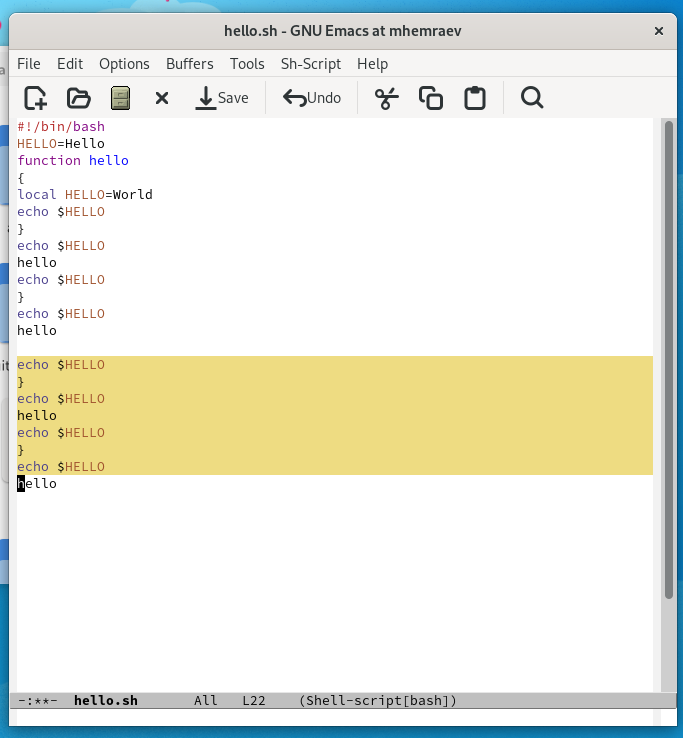 hello.sh - GNU Emacs at mhemraev ×
File Edit Options Buffers Tools Sh-Script Help
Save Undo
#!/bin/bash
HELLO=Hello
function hello
{
local HELLO=World
echo $HELLO
}
echo $HELLO
hello
echo $HELLO
}
echo $HELLO
hello
echo $HELLO
}
echo $HELLO
hello
echo $HELLO
}
echo $HELLO
hello
-:**- hello.sh All L22 (Shell-script[bash])